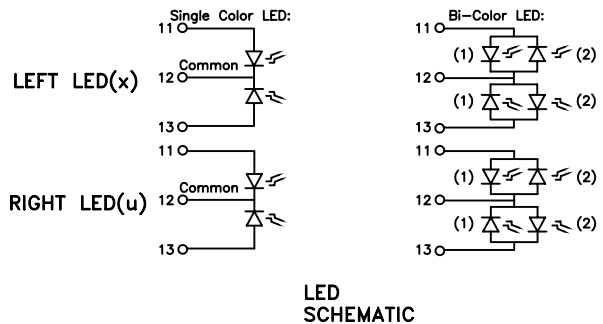 Single Color LED:
Bi-Color LED:
11
11
(1)
(2)
Common
LEFT LED(x)
12
12
(1)
(2)
13
13
11
11
(1)
(2)
Common
RIGHT LED(u)
12
12
(1)
(2)
13
13
LED
SCHEMATIC